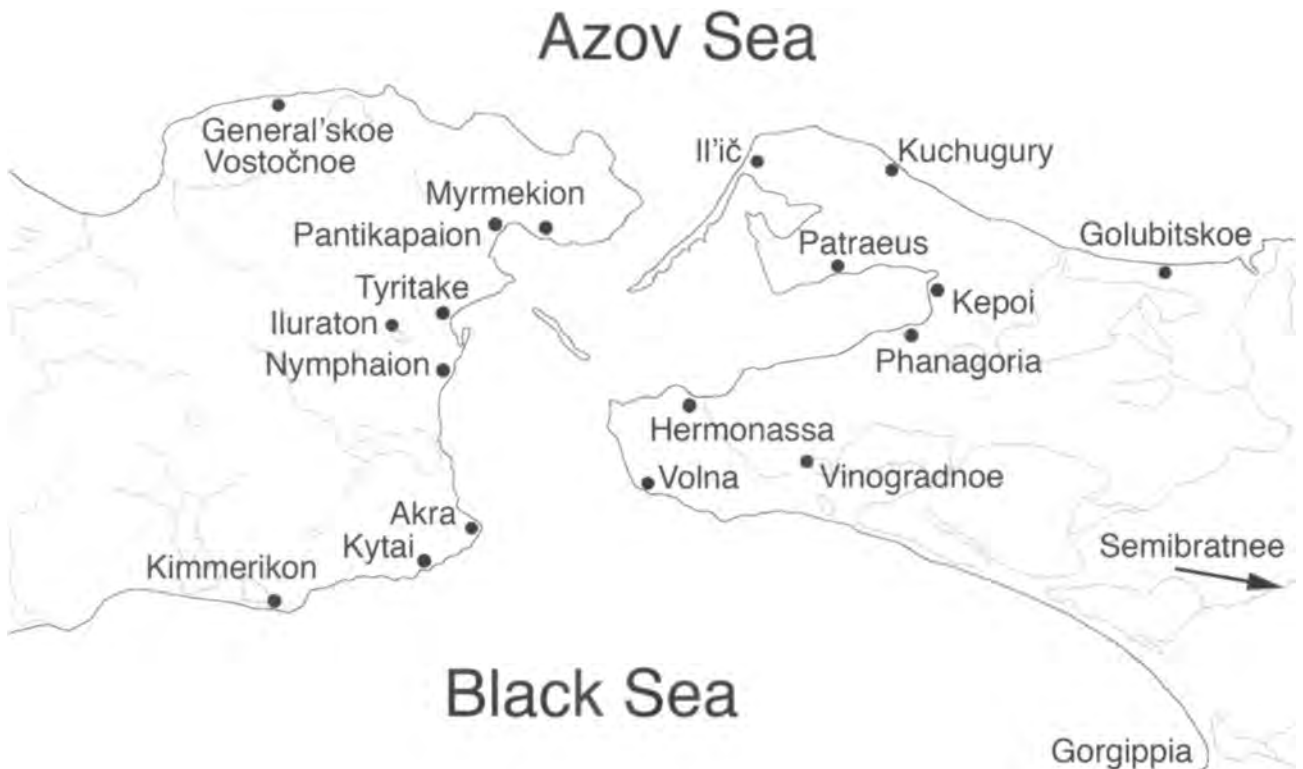 Azov Sea
General'skoe
Vostočnoe
Il'ič
Kuchugury
Myrmekion
Pantikapaion
Patraeus
Golubitskoe
Tyritake
Kepoi
Iluraton
Phanagoria
Nymphaion
Hermonassa
Volna
Vinogradnoe
Akra
Kytai
Semibratnee
Kimmerikon
Black Sea
Gorgippia